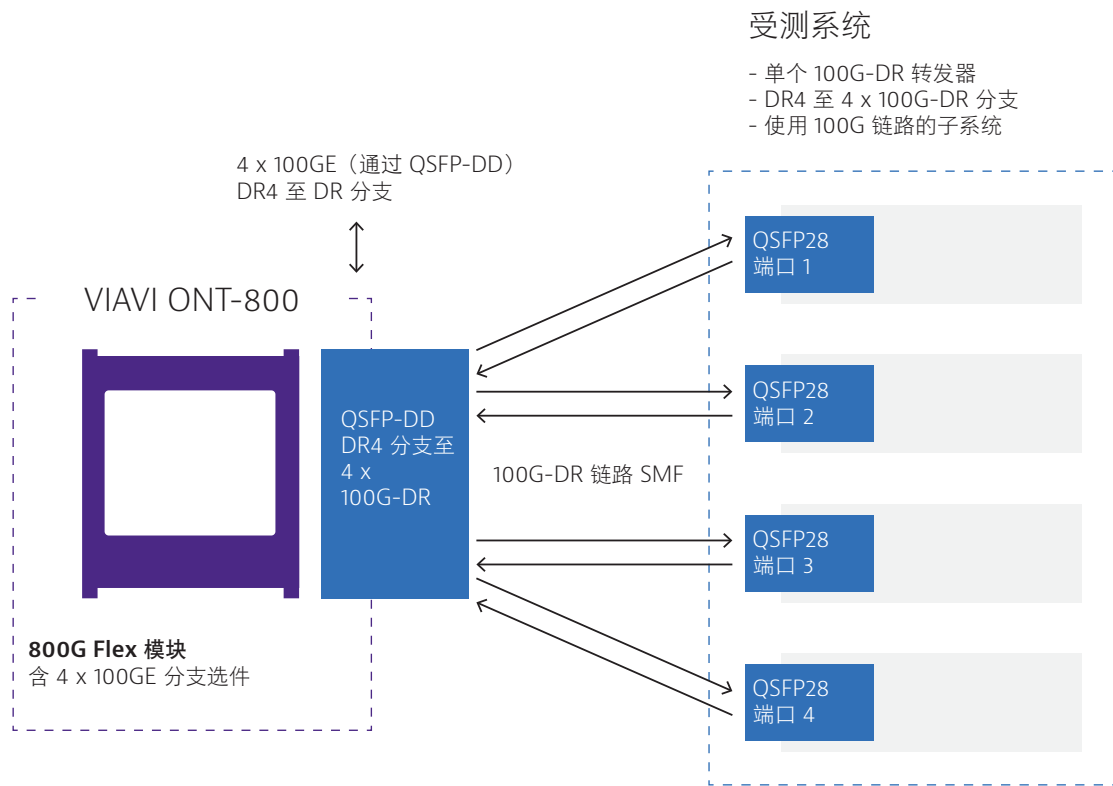 受测系统
- 单个 100G-DR 转发器
- DR4 至 4 x 100G-DR 分支
- 使用 100G 链路的子系统
4 x 100GE（通过 QSFP-DD）
DR4 至 DR 分支
VIAVI ONT-800
QSFP-DD
DR4 分支至
4 x
100G-DR
100G-DR 链路 SMF
800G Flex 模块
含 4 x 100GE 分支选件
QSFP28
端口 1
QSFP28
端口 2
QSFP28
端口 3
QSFP28
端口 4